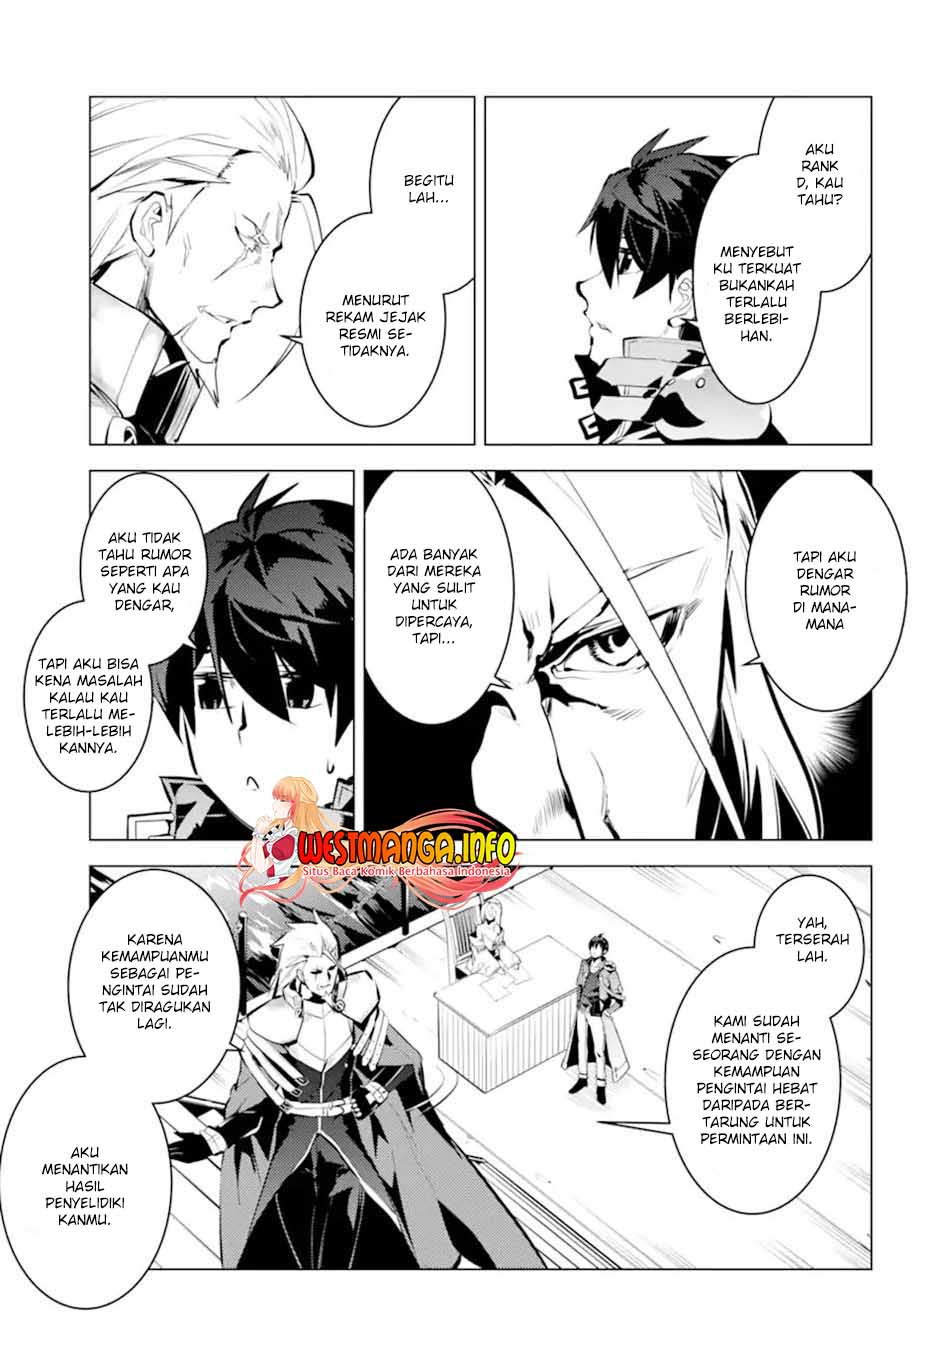 AKU
RANK
D, KAU
TAHU?
MENYEBUT
KU TERKUAT
BUKANKAH
TERLALU
BERLEBI-
HAN.
BEGITU
LAH...
MENURUT
REKAM JEJAK
RESMI SE-
TIDAKNYA.
TAPI AKU
DENGAR
RUMOR
DI MANA-
MANA
ADA BANYAK
DARI MEREKA
YANG SULIT
UNTUK
DIPERCAYA,
TAPI...
AKU TIDAK
TAHU RUMOR
SEPERTI APA
YANG KAU
DENGAR,
TAPI AKU BISA
KENA MASALAH
KALAU KAU
TERLALU ME-
LEBIH-LEBIH
KANNYA.
WESTMANGA.INFO
Situs Baca Komik Berbahasa Indonesia
YAH,
TERSERAH
LAH.
KAMI SUDAH
MENANTI SE-
SEORANG DENGAN
KEMAMPUAN
PENGINTAI HEBAT
DARIPADA BER-
TARUNG UNTUK
PERMINTAAN INI.
KARENA
KEMAMPUANMU
SEBAGAI PE-
NGINTAI SUDAH
TAK DIRAGUKAN
LAGI.
AKU
MENANTIKAN
HASIL
PENYELIDIKI
KANMU.